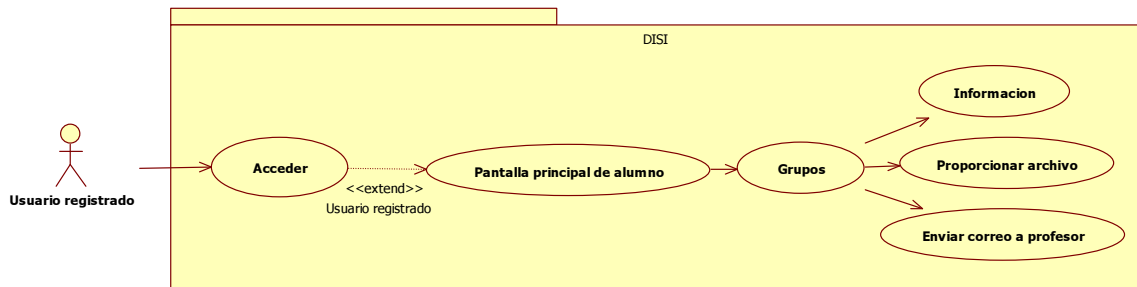 DISI
Informacion
Acceder
Pantalla principal de alumno
Grupos
Proporcionar archivo
<<extend>>
Usuario registrado
Usuario registrado
Enviar correo a profesor